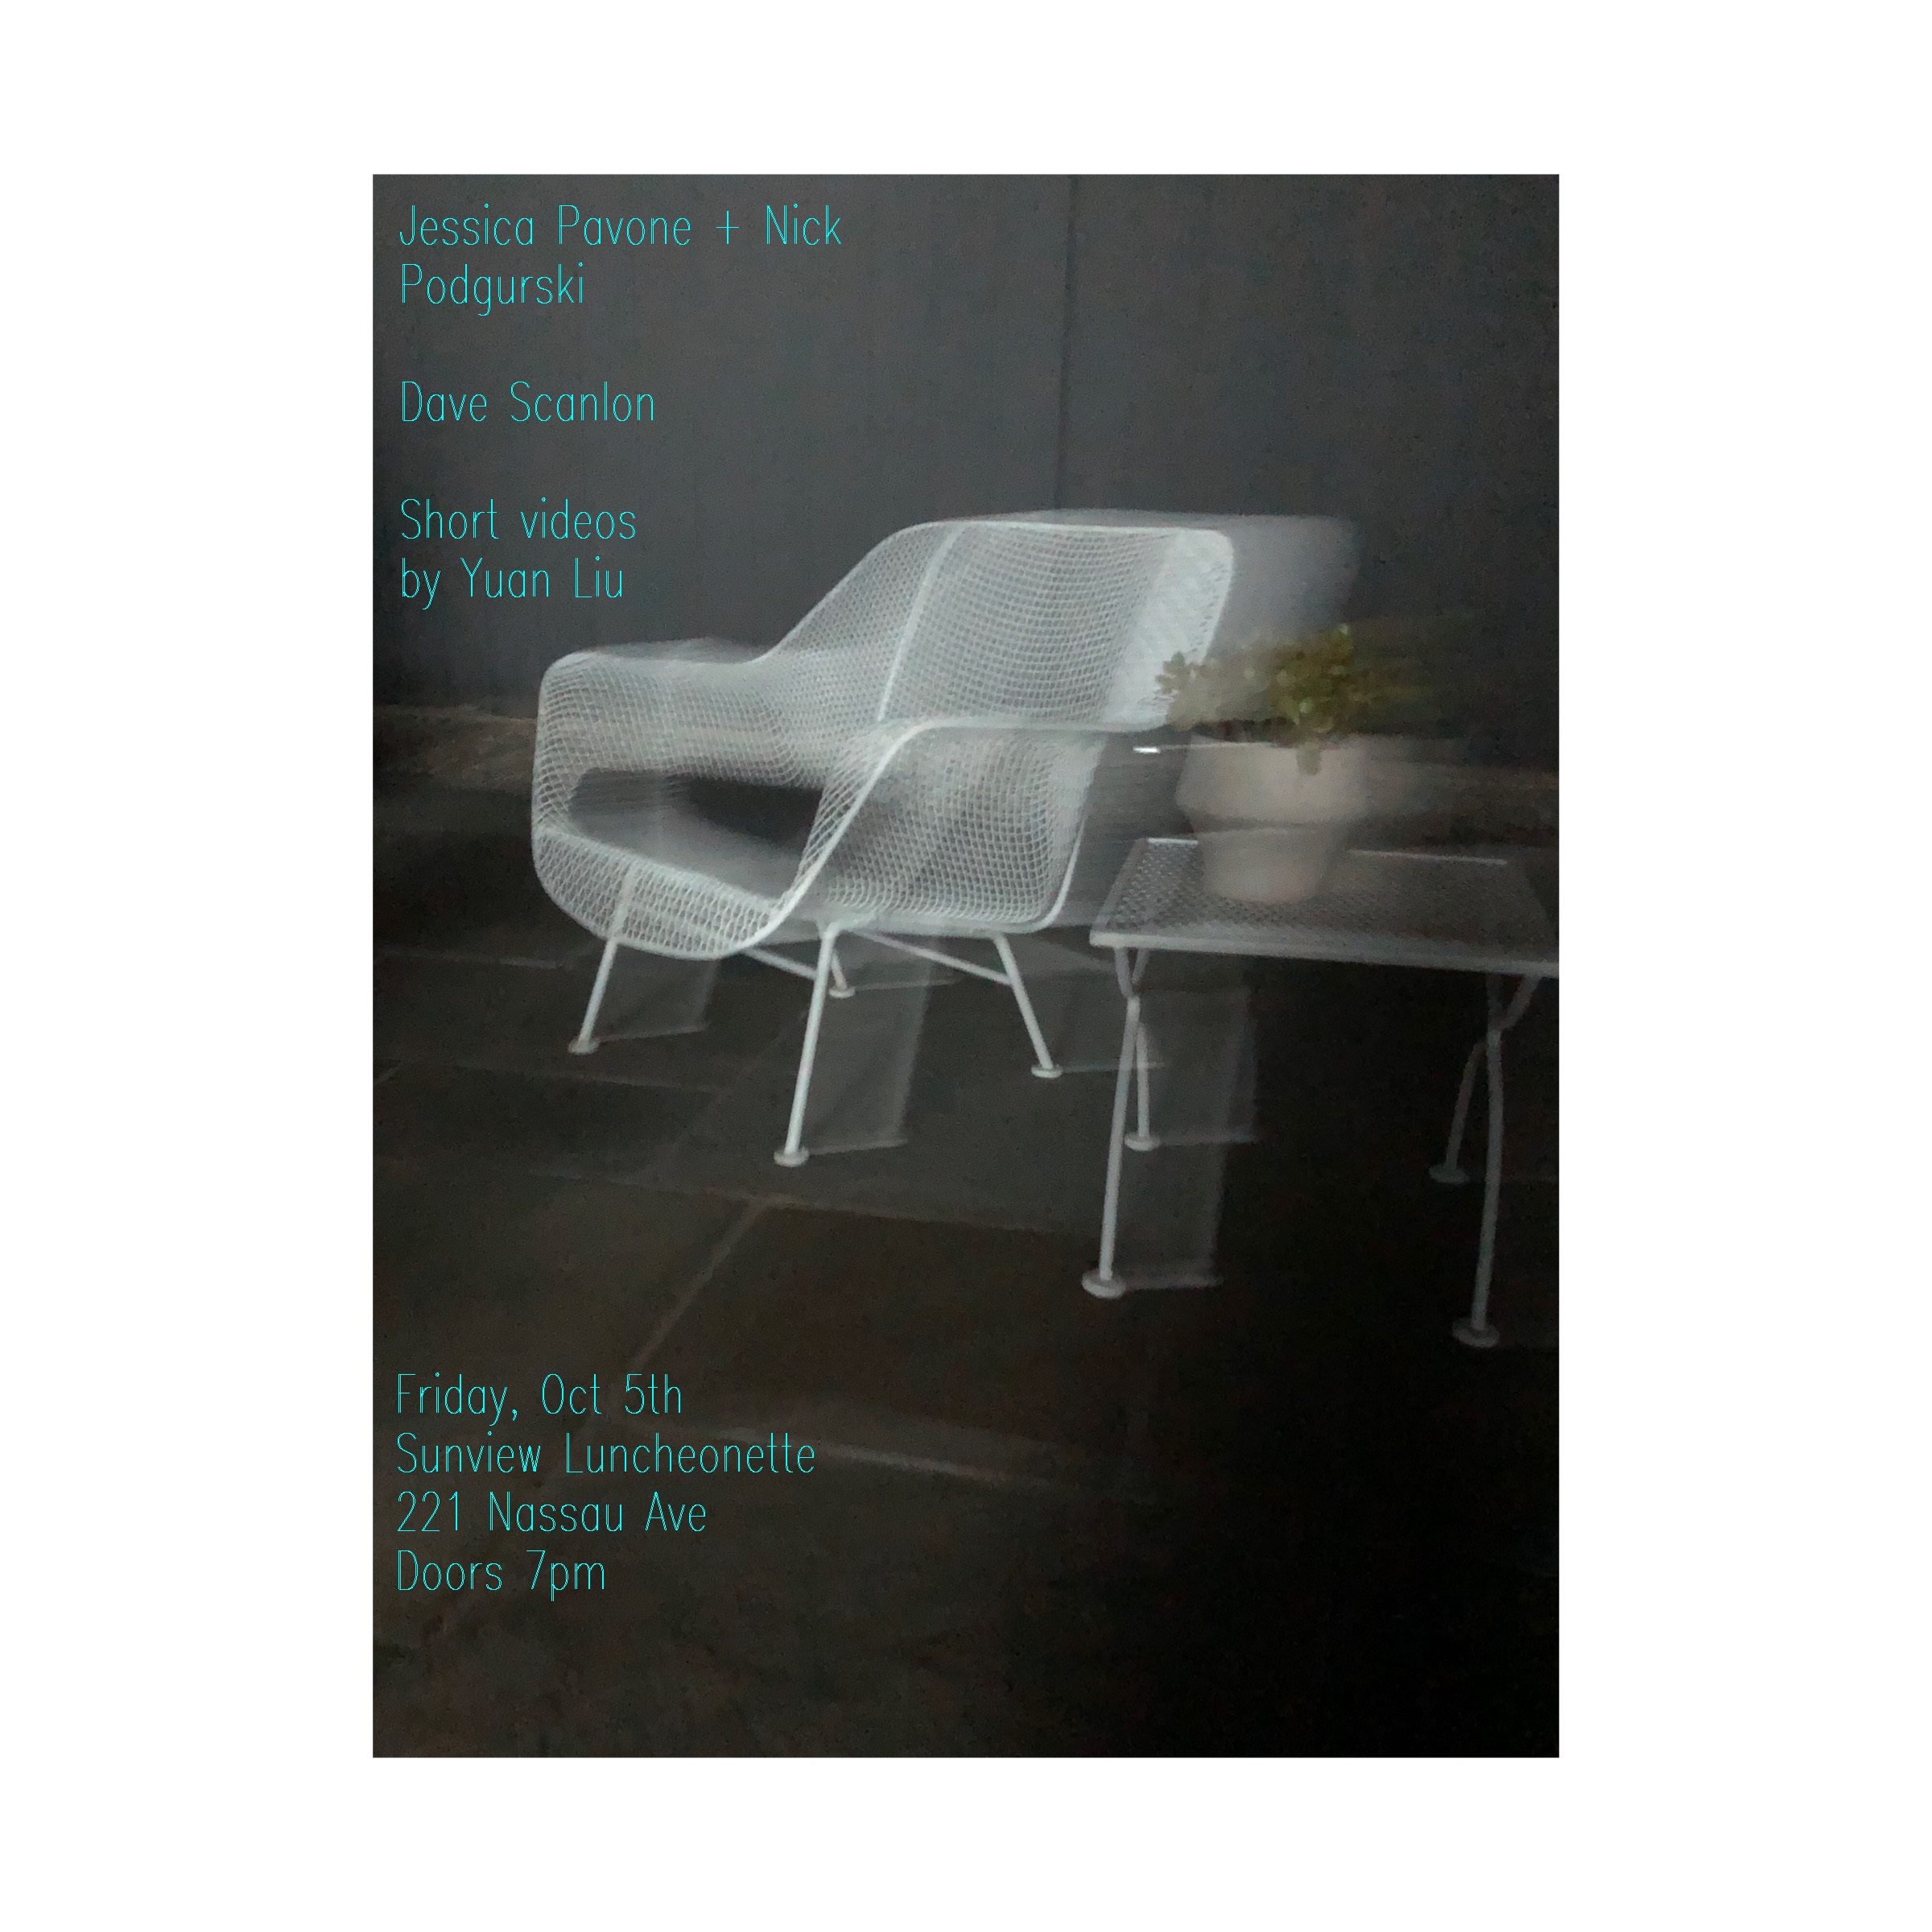 Jessica Pavone + Nick
Podgurski
Dave Scanlon
Short videos
by Yuan Liu
Friday, Oct 5th
Sunview Luncheonette
221 Nassau Ave
Doors 7pm